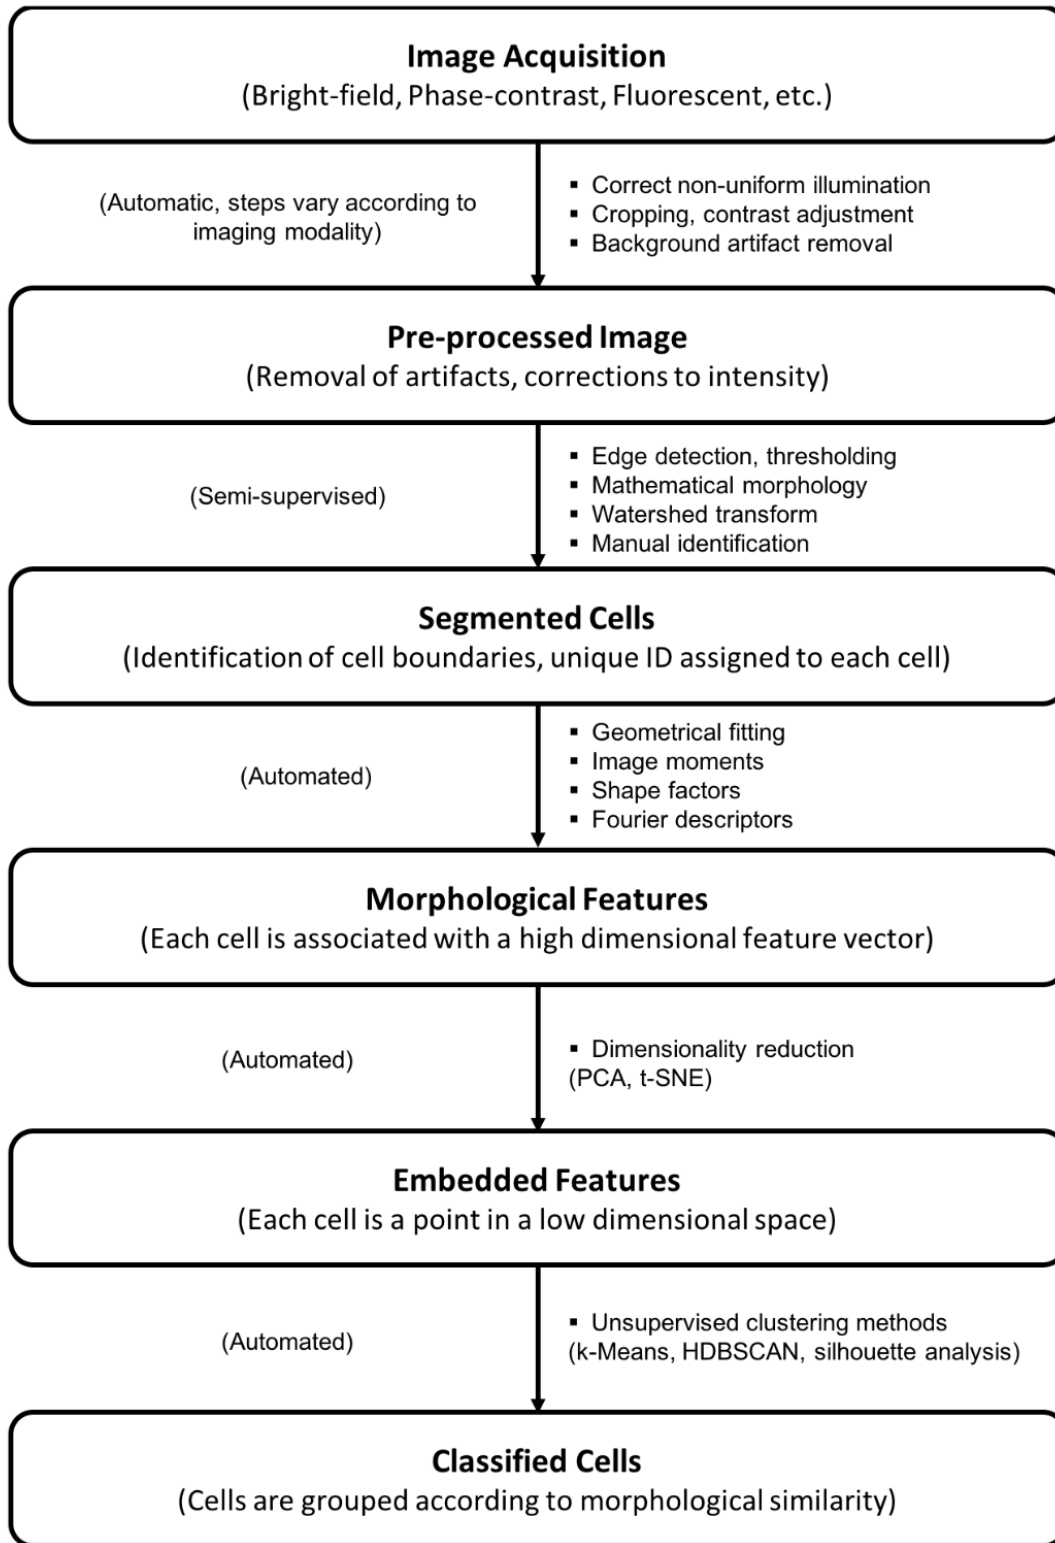 Image Acquisition
(Bright-field, Phase-contrast, Fluorescent, etc.)
(Automatic, steps vary according to
imaging modality)
▪ Correct non-uniform illumination
▪ Cropping, contrast adjustment
▪ Background artifact removal
Pre-processed Image
(Removal of artifacts, corrections to intensity)
(Semi-supervised)
▪ Edge detection, thresholding
▪ Mathematical morphology
▪ Watershed transform
▪ Manual identification
Segmented Cells
(Identification of cell boundaries, unique ID assigned to each cell)
(Automated)
▪ Geometrical fitting
▪ Image moments
▪ Shape factors
▪ Fourier descriptors
Morphological Features
(Each cell is associated with a high dimensional feature vector)
(Automated)
▪ Dimensionality reduction
(PCA, t-SNE)
Embedded Features
(Each cell is a point in a low dimensional space)
(Automated)
▪ Unsupervised clustering methods
(k-Means, HDBSCAN, silhouette analysis)
Classified Cells
(Cells are grouped according to morphological similarity)